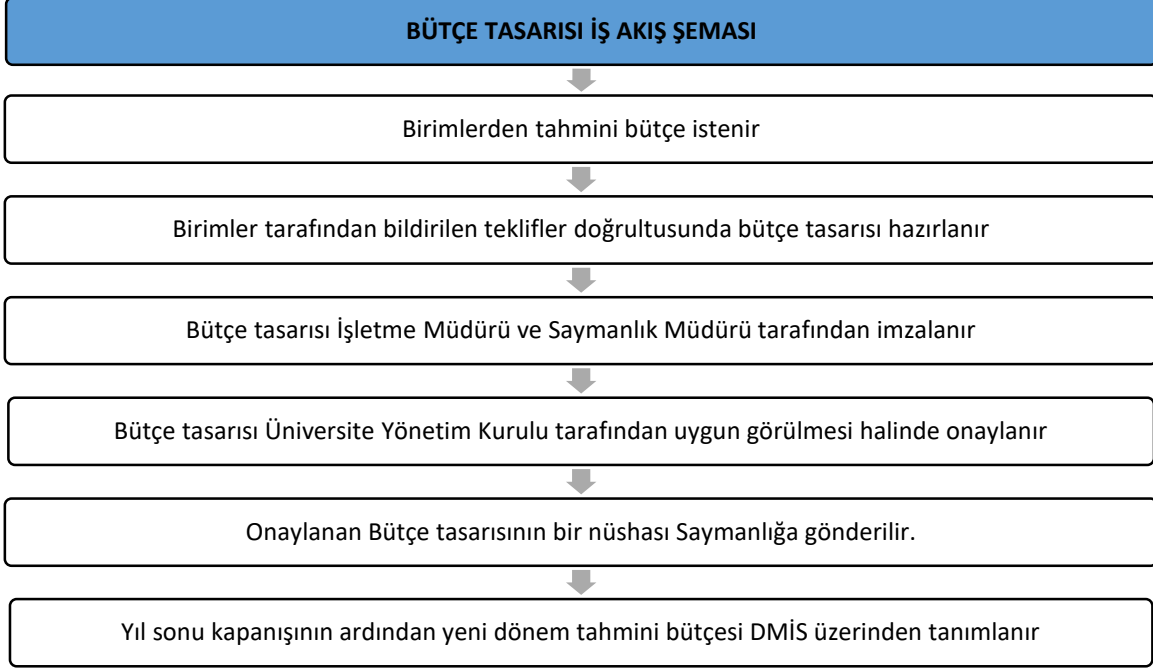 BÜTÇE TASARISI İŞ AKIŞ ŞEMASI
Birimlerden tahmini bütçe istenir
Birimler tarafından bildirilen teklifler doğrultusunda bütçe tasarısı hazırlanır
Bütçe tasarısı İşletme Müdürü ve Saymanlık Müdürü tarafından imzalanır
Bütçe tasarısı Üniversite Yönetim Kurulu tarafından uygun görülmesi halinde onaylanır
Onaylanan Bütçe tasarısının bir nüshası Saymanlığa gönderilir.
Yıl sonu kapanışının ardından yeni dönem tahmini bütçesi DMİS üzerinden tanımlanır